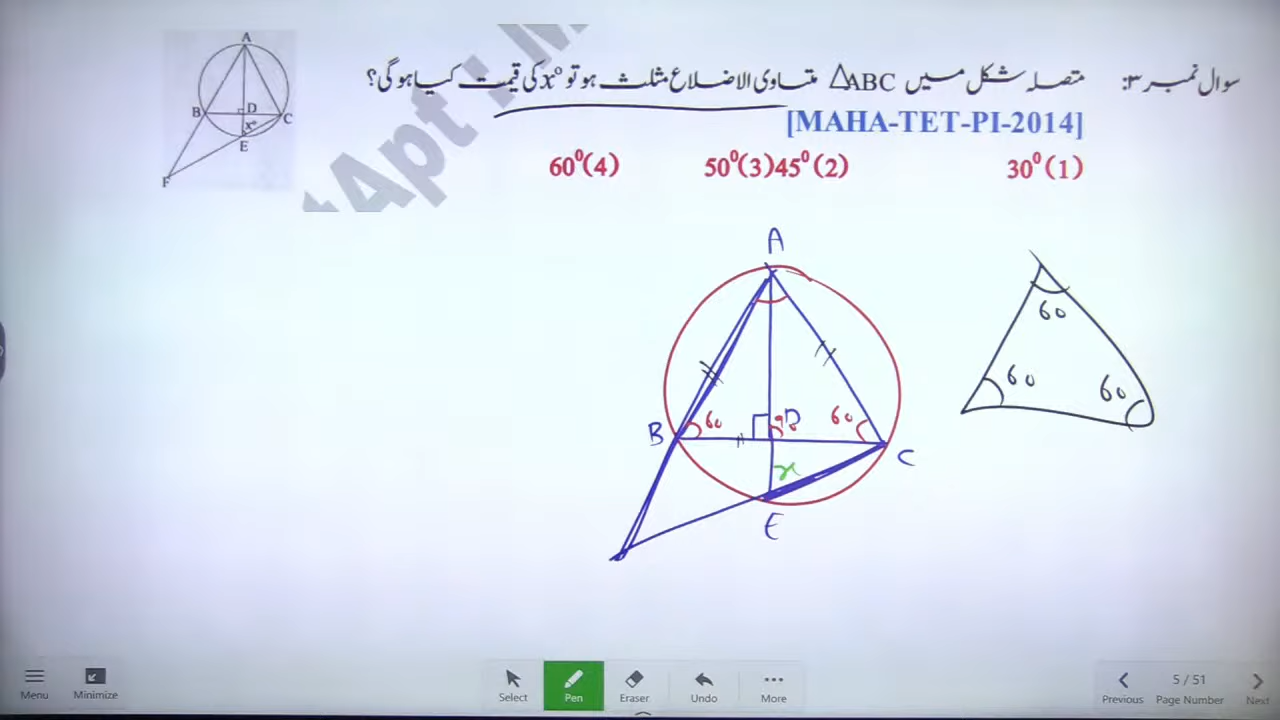 سوال نمبر ۳: متصلہ شکل میں ΔABC متساوی الاضلاع مثلث ہو تو x° کی قیمت کیا ہوگی؟
[MAHA-TET-PI-2014]
30⁰(1) 45⁰(2) 50⁰(3) 60⁰(4)
A
B
D
C
x°
E
F
A
60
60
90
D
B
C
x
E
60
60
60
Menu
Minimize
Select
Pen
Eraser
Undo
More
Previous
5 / 51
Page Number
Next